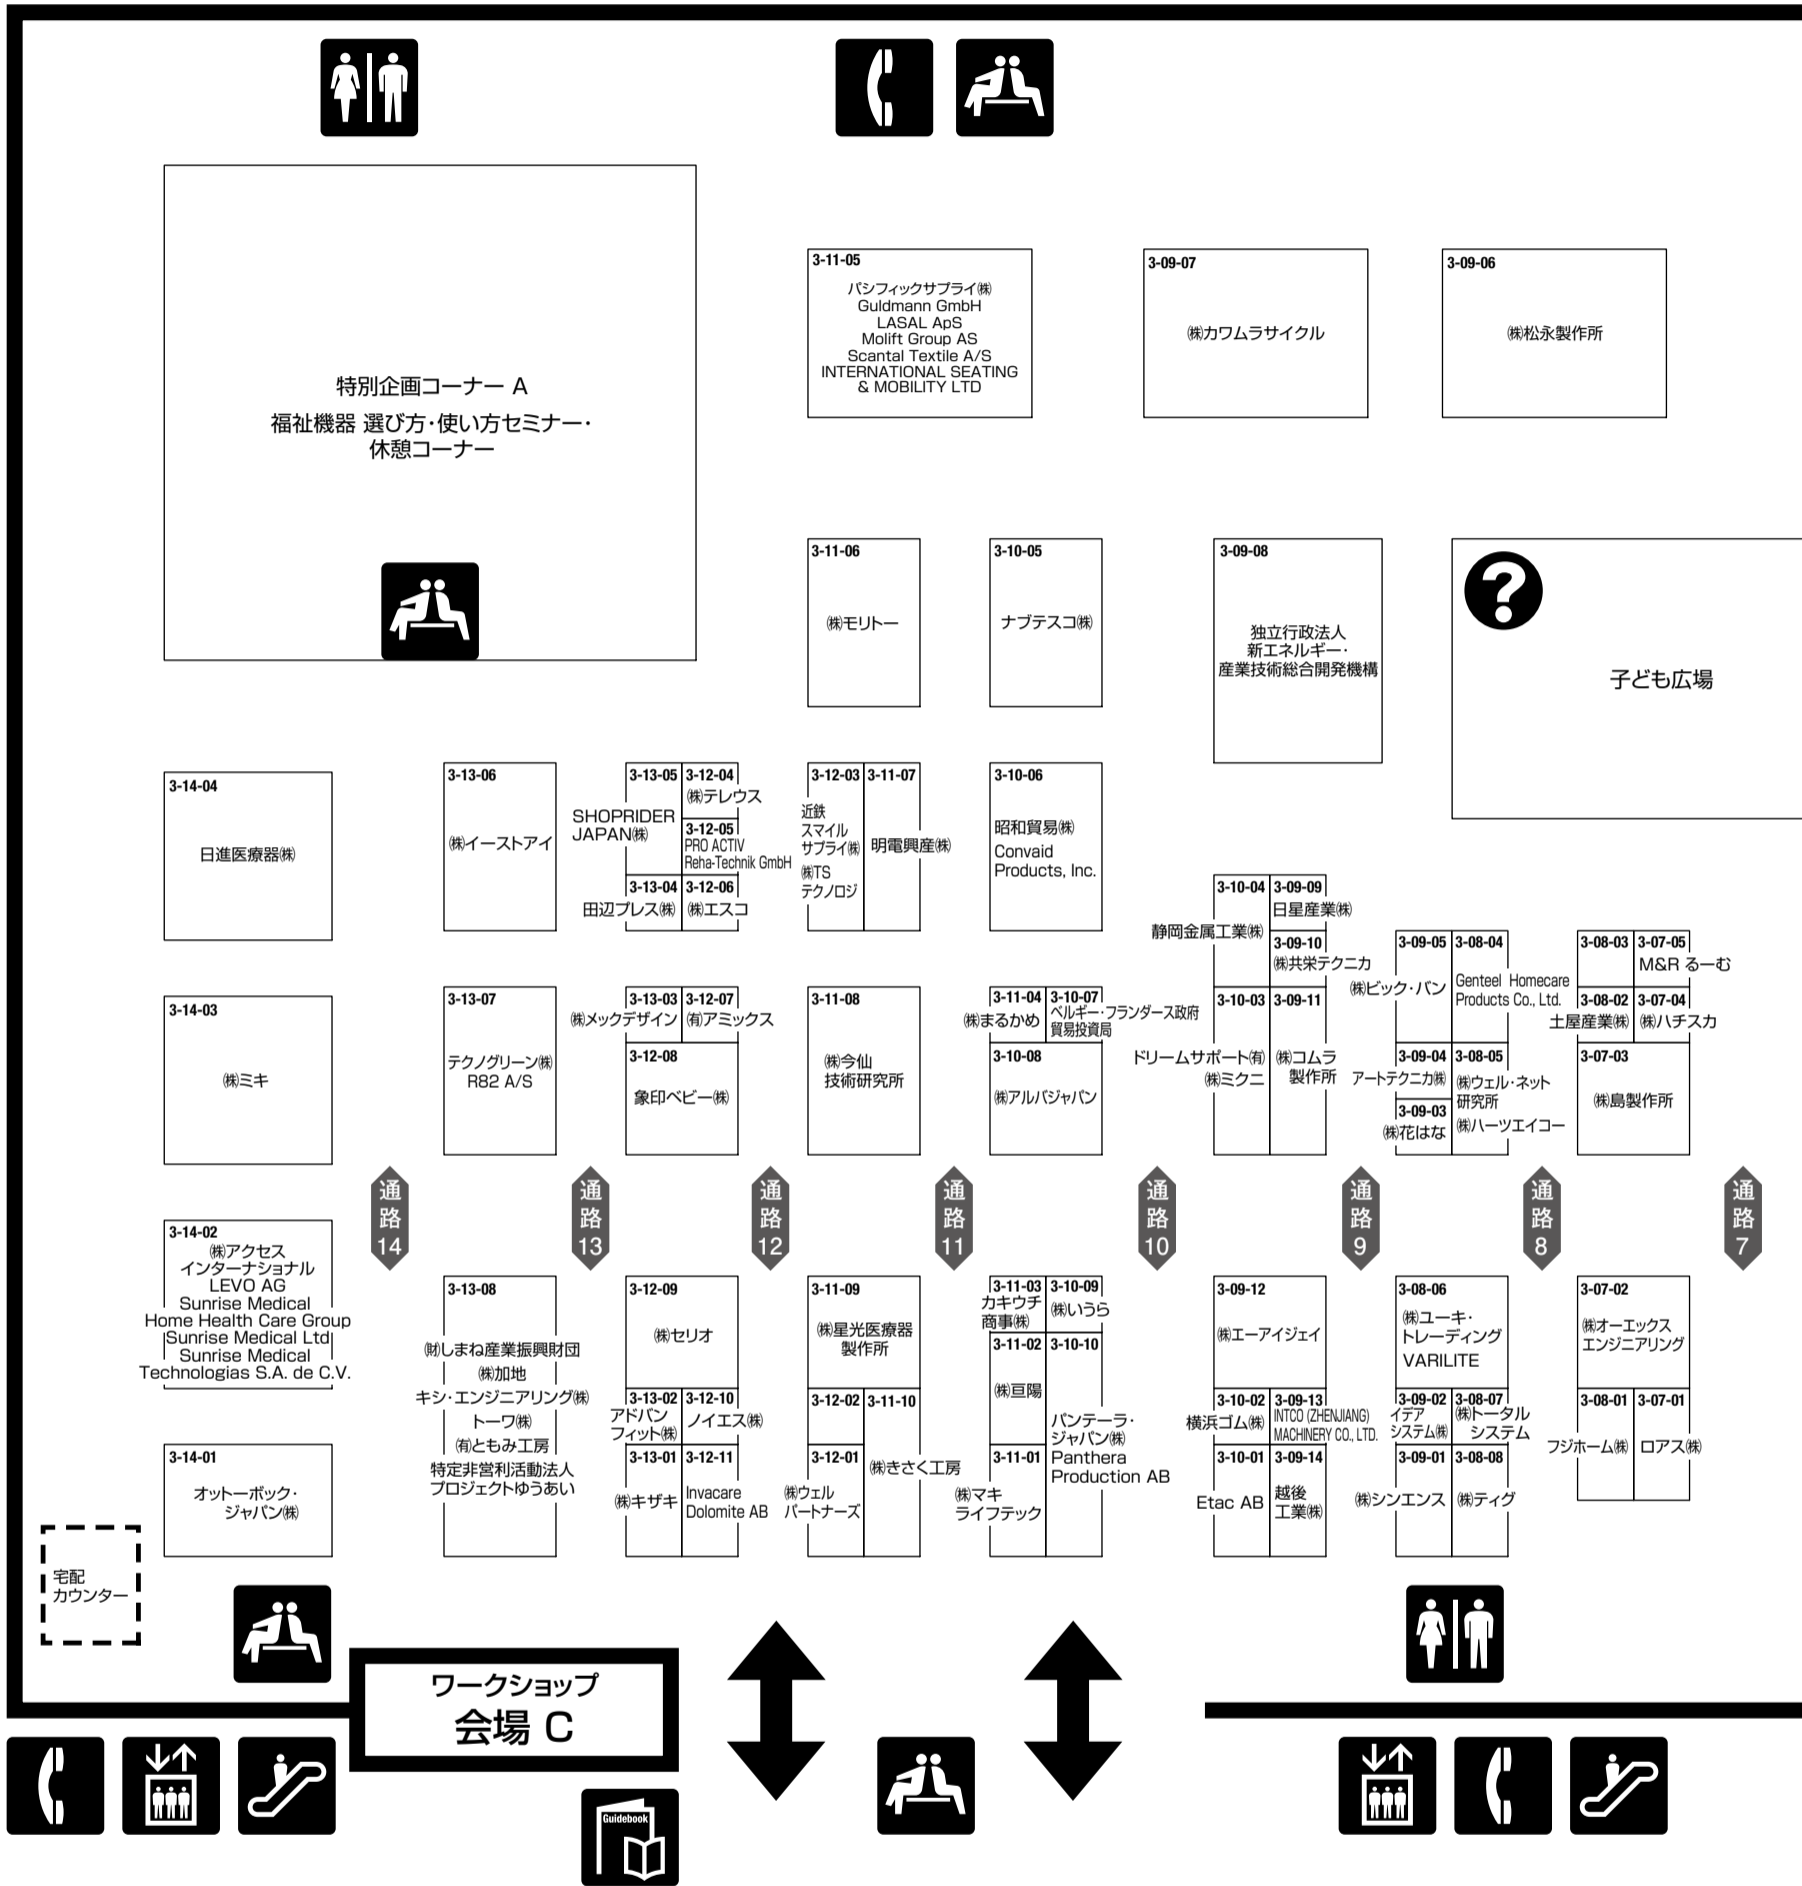 3-11-05
パシフィックサプライ㈱
Guldmann GmbH
LASAL ApS
Molift Group AS
Scantal Textile A/S
INTERNATIONAL SEATING
& MOBILITY LTD
3-09-07
㈱カワムラサイクル
3-09-06
㈱松永製作所
特別企画コーナー A
福祉機器 選び方・使い方セミナー・
休憩コーナー
3-11-06
㈱モリトー
3-10-05
ナブテスコ㈱
3-09-08
独立行政法人
新エネルギー・
産業技術総合開発機構
?
子ども広場
3-14-04
日進医療器㈱
3-13-06
㈱イーストアイ
3-13-05
SHOPRIDER
JAPAN㈱
3-12-04
㈱テレウス
3-12-05
PRO ACTIV
Reha-Technik GmbH
3-13-04
田辺プレス㈱
3-12-06
㈱エスコ
3-12-03
近鉄
スマイル
サプライ㈱
㈱TS
テクノロジ
3-11-07
明電興産㈱
3-10-06
昭和貿易㈱
Convaid
Products, Inc.
3-10-04
静岡金属工業㈱
3-09-09
日星産業㈱
3-09-10
㈱共栄テクニカ
3-09-05
㈱ビック・バン
3-08-04
Genteel Homecare
Products Co., Ltd.
3-08-03
3-07-05
M&R るーむ
3-08-02
土屋産業㈱
3-07-04
㈱ハチスカ
3-14-03
㈱ミキ
3-13-07
テクノグリーン㈱
R82 A/S
3-13-03
㈱メックデザイン
3-12-07
㈲アミックス
3-12-08
象印ベビー㈱
3-11-08
㈱今仙
技術研究所
3-11-04
㈱まるかめ
3-10-07
ベルギー・フランダース政府
貿易投資局
3-10-08
㈱アルバジャパン
3-10-03
ドリームサポート㈲
㈱ミクニ
3-09-11
㈱コムラ
製作所
3-09-04
アートテクニカ㈱
3-08-05
㈱ウェル・ネット
研究所
㈱ハーツエイコー
3-09-03
㈱花はな
3-07-03
㈱島製作所
通路14
通路13
通路12
通路11
通路10
通路9
通路8
通路7
3-14-02
㈱アクセス
インターナショナル
LEVO AG
Sunrise Medical
Home Health Care Group
Sunrise Medical Ltd
Sunrise Medical
Technologias S.A. de C.V.
3-13-08
㈶しまね産業振興財団
㈱加地
キシ・エンジニアリング㈱
トーワ㈱
㈲ともみ工房
特定非営利活動法人
プロジェクトゆうあい
3-12-09
㈱セリオ
3-11-09
㈱星光医療器
製作所
3-11-03
カキウチ
商事㈱
3-10-09
㈱いうら
3-11-02
㈱亘陽
3-10-10
パンテーラ・
ジャパン㈱
Panthera
Production AB
3-09-12
㈱エーアイジェイ
3-08-06
㈱ユーキ・
トレーディング
VARILITE
3-07-02
㈱オーエックス
エンジニアリング
3-13-02
アドバン
フィット㈱
3-12-10
ノイエス㈱
3-12-02
3-11-10
㈱きさく工房
3-10-02
横浜ゴム㈱
3-09-13
INTCO (ZHENJIANG)
MACHINERY CO., LTD.
3-09-02
イデア
システム㈱
3-08-07
㈱トータル
システム
3-08-01
フジホーム㈱
3-07-01
ロアス㈱
3-14-01
オットーボック・
ジャパン㈱
3-13-01
㈱キザキ
3-12-11
Invacare
Dolomite AB
3-12-01
㈱ウェル
パートナーズ
3-11-01
㈱マキ
ライフテック
3-10-01
Etac AB
3-09-14
越後
工業㈱
3-09-01
㈱シンエンス
3-08-08
㈱ティグ
宅配
カウンター
ワークショップ
会場 C
Guidebook